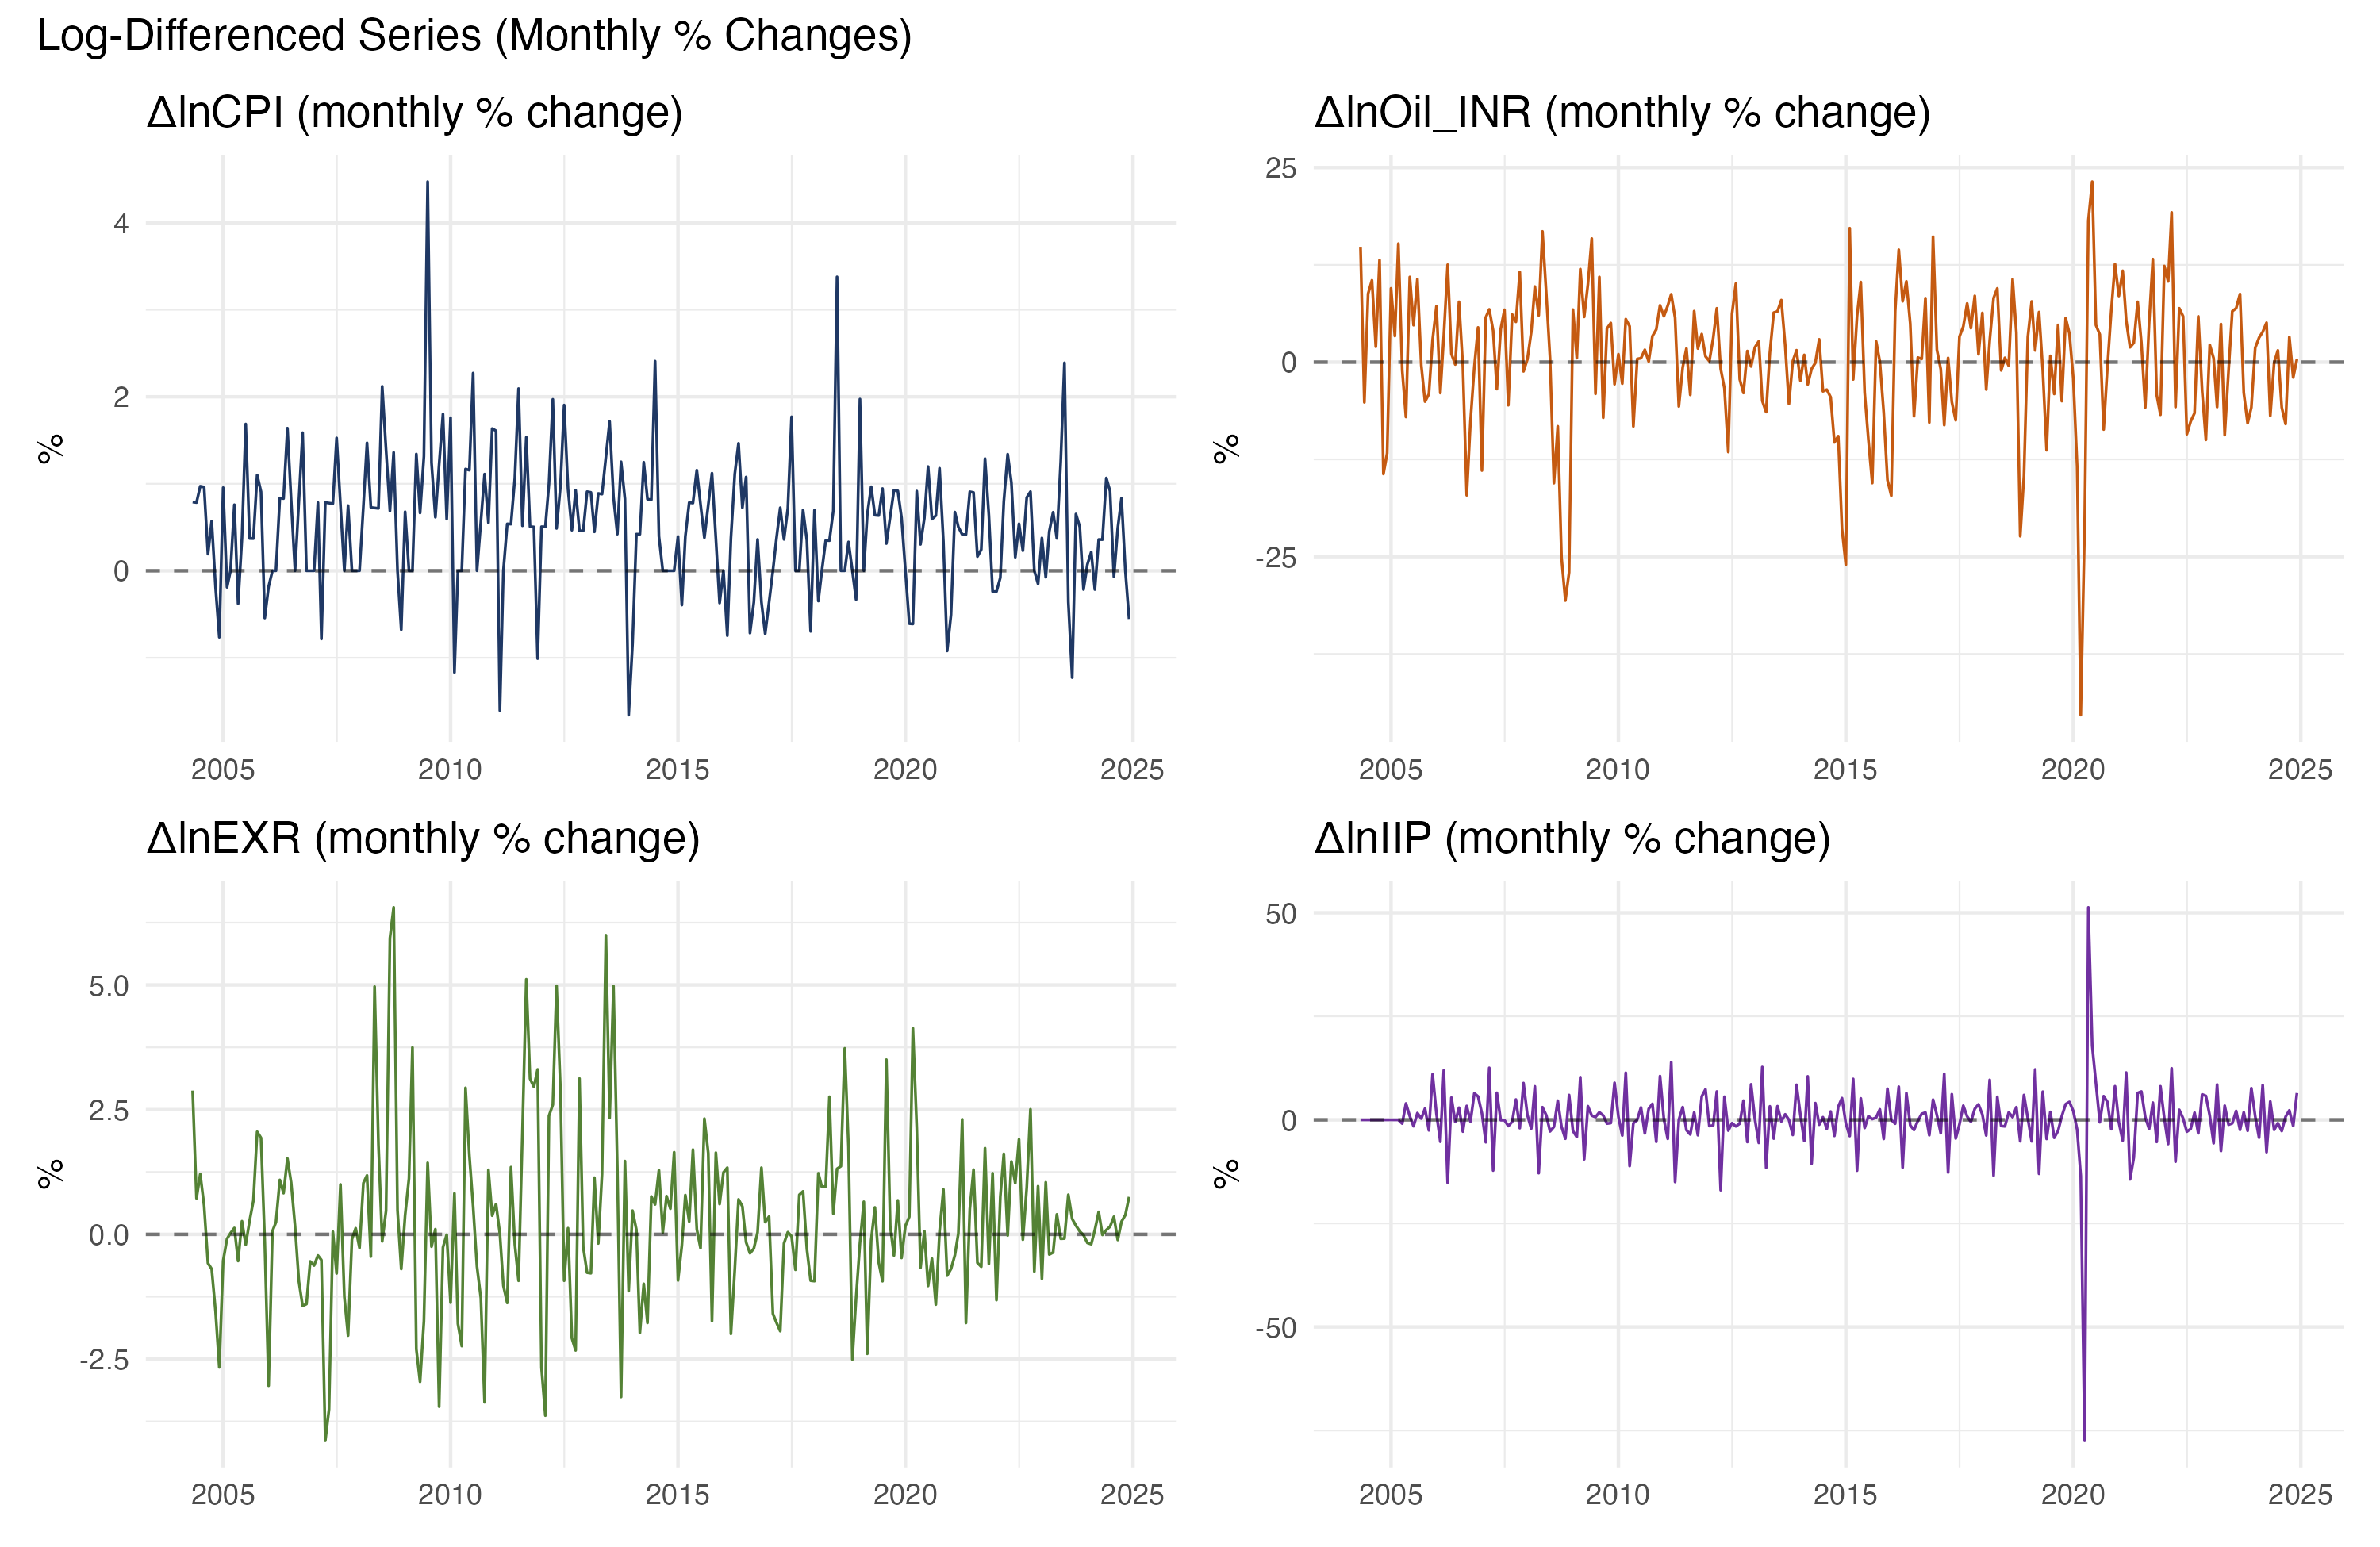 Log-Differenced Series (Monthly % Changes)
ΔlnCPI (monthly % change)
%
4
2
0
2005 2010 2015 2020 2025
ΔlnOil_INR (monthly % change)
%
25
0
-25
2005 2010 2015 2020 2025
ΔlnEXR (monthly % change)
%
5.0
2.5
0.0
-2.5
2005 2010 2015 2020 2025
ΔlnIIP (monthly % change)
%
50
0
-50
2005 2010 2015 2020 2025